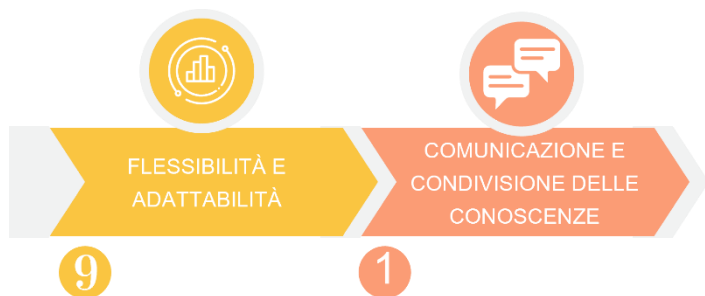 FLESSIBILITÀ E
ADATTABILITÀ
COMUNICAZIONE E
CONDIVISIONE DELLE
CONOSCENZE
9
1